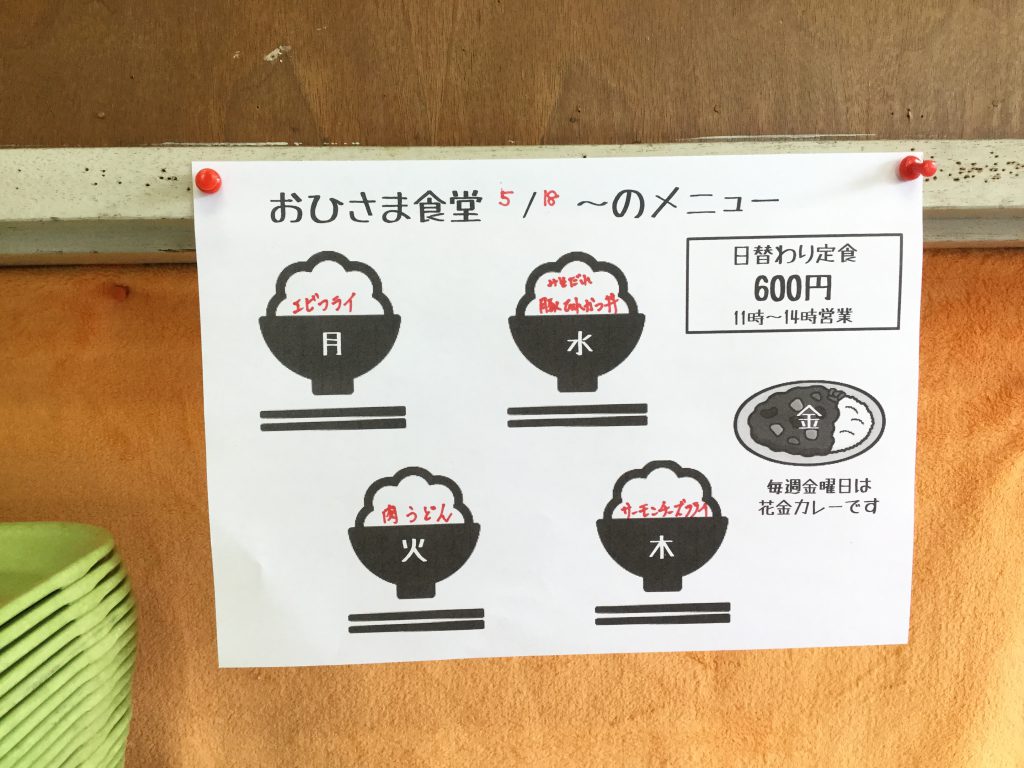 おひさま食堂 5/18 ～のメニュー
日替わり定食
600円
11時～14時営業
エビフライ
月
みそだれ
豚ひれかつ丼
水
金
毎週金曜日は
花金カレーです
肉うどん
火
サーモンチーズフライ
木